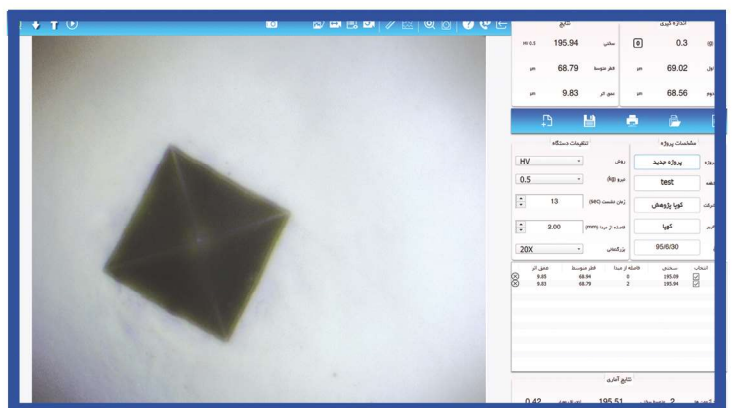 اندازه گیری
نتایج
0.3
0
سختی
195.94
HV 0.5
69.02
µm
قطر متوسط
68.79
µm
68.56
µm
عمق اثر
9.83
µm
مشخصات پروژه
پروژه جدید
test
کوپا پژوهش
کوپا
95/6/30
تنظیمات دستگاه
روش
HV
نیرو (kg)
0.5
زمان نشست (SEC)
13
فاصله از مبدا (mm)
2.00
بزرگنمایی
20X
انتخاب سختی فاصله از مبدا قطر متوسط عمق اثر
195.09 0 68.94 9.85
195.94 2 68.79 9.83
نتایج آماری
2
195.51
0.42